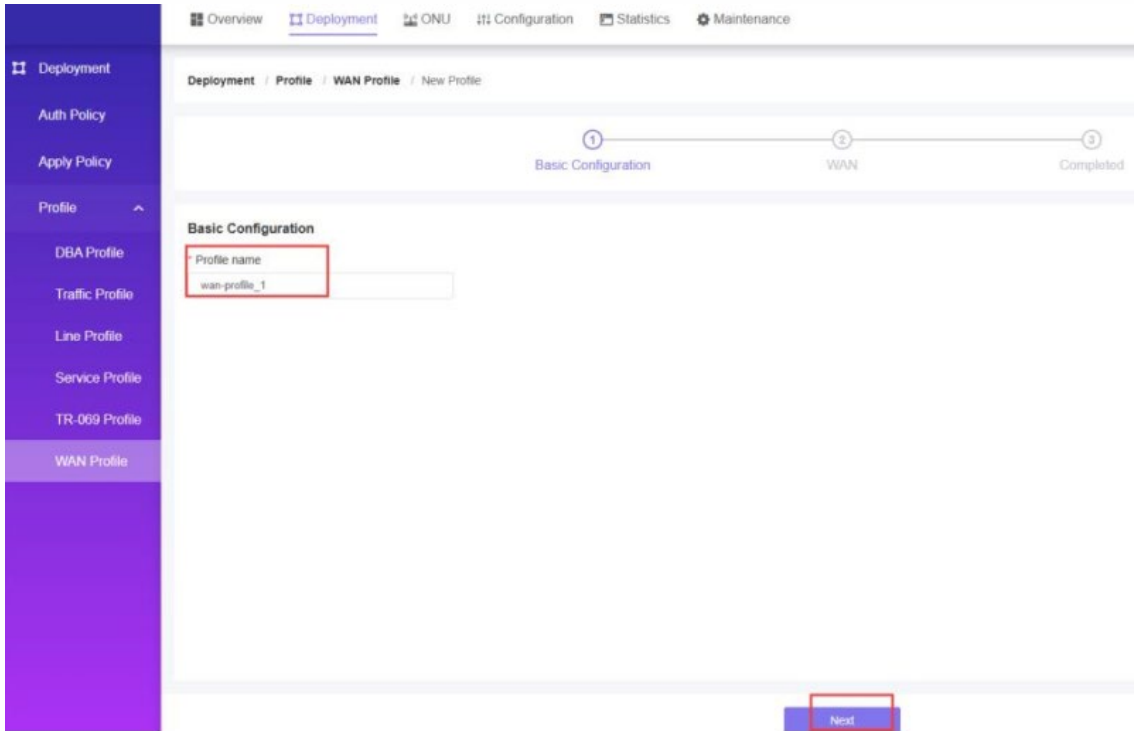 Overview Deployment ONU Configuration Statistics Maintenance
Deployment
Auth Policy
Apply Policy
Profile
DBA Profile
Traffic Profile
Line Profile
Service Profile
TR-069 Profile
WAN Profile
Deployment / Profile / WAN Profile / New Profile
1 2 3
Basic Configuration WAN Completed
Basic Configuration
* Profile name
wan-profile_1
Next